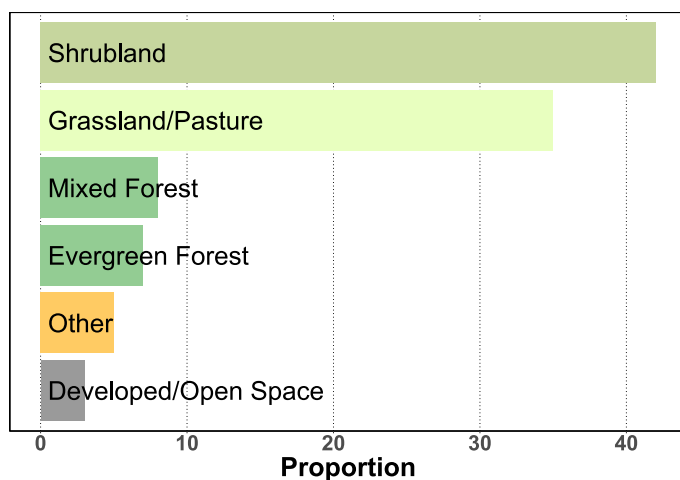 Shrubland
Grassland/Pasture
Mixed Forest
Evergreen Forest
Other
Developed/Open Space
0 10 20 30 40
Proportion